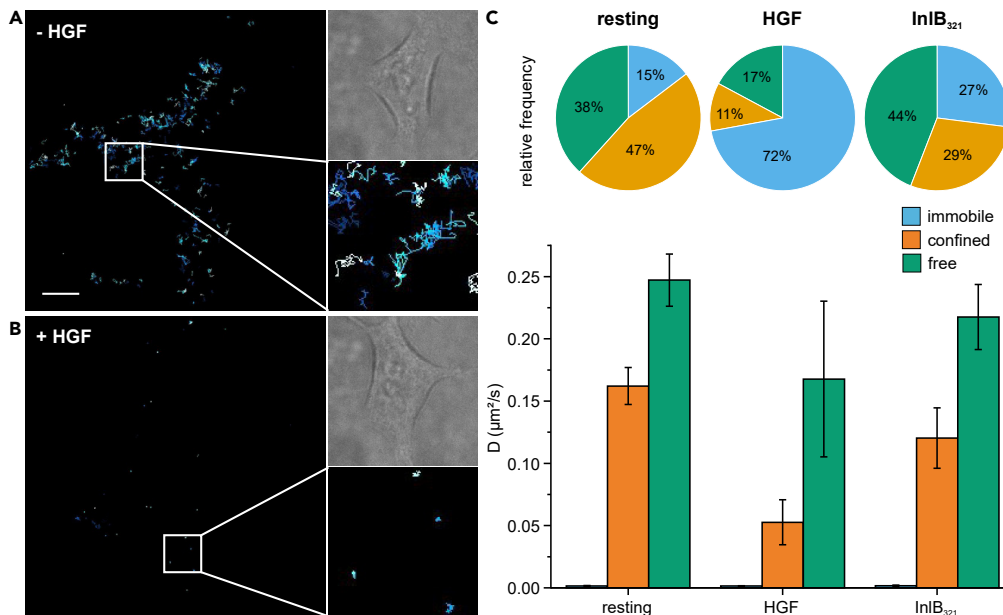 A
- HGF
B
+ HGF
C
resting HGF InlB₃₂₁
relative frequency
15%
47%
38%
72%
11%
17%
27%
29%
44%
immobile
confined
free
D (µm²/s)
0.25
0.20
0.15
0.10
0.05
0.00
resting HGF InlB₃₂₁